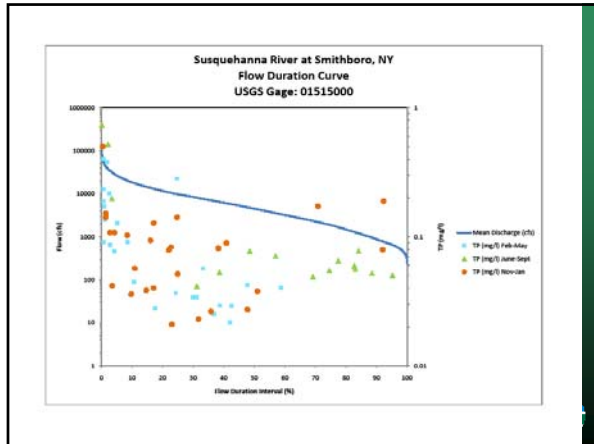 Susquehanna River at Smithboro, NY
Flow Duration Curve
USGS Gage: 01515000
1000000
100000
10000
1000
100
10
1
Flow (cfs)
0 10 20 30 40 50 60 70 80 90 100
Flow Duration Interval (%)
1
0.1
0.01
TP (mg/l)
Mean Discharge (cfs)
TP (mg/l) Feb-May
TP (mg/l) June-Sept
TP (mg/l) Nov-Jan